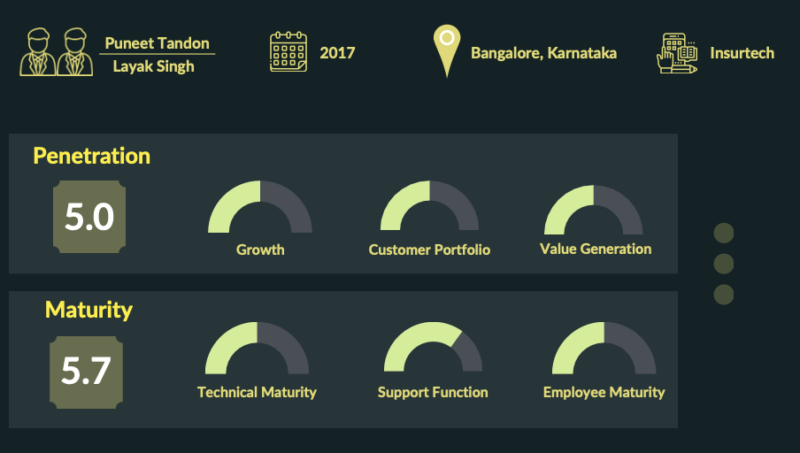 Puneet Tandon
Layak Singh
2017
Bangalore, Karnataka
Insurtech
Penetration
5.0
Growth
Customer Portfolio
Value Generation
Maturity
5.7
Technical Maturity
Support Function
Employee Maturity